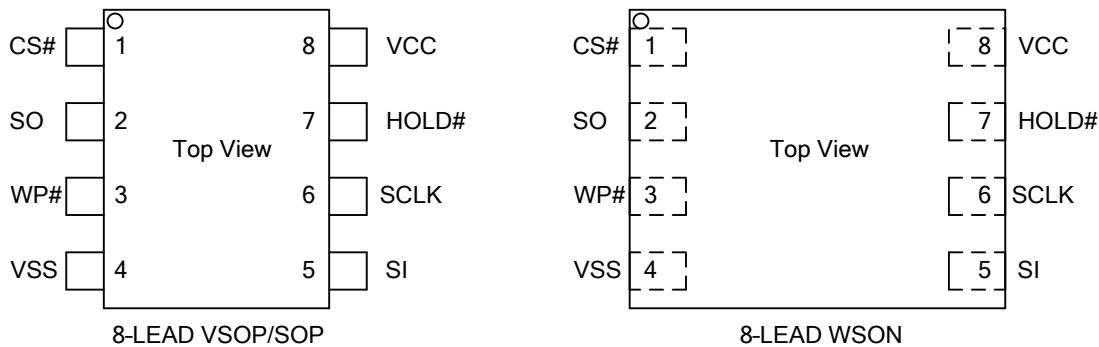 CS# 1 8 VCC
SO 2 7 HOLD#
Top View
WP# 3 6 SCLK
VSS 4 5 SI
8-LEAD VSOP/SOP
CS# 1 8 VCC
SO 2 7 HOLD#
Top View
WP# 3 6 SCLK
VSS 4 5 SI
8-LEAD WSON